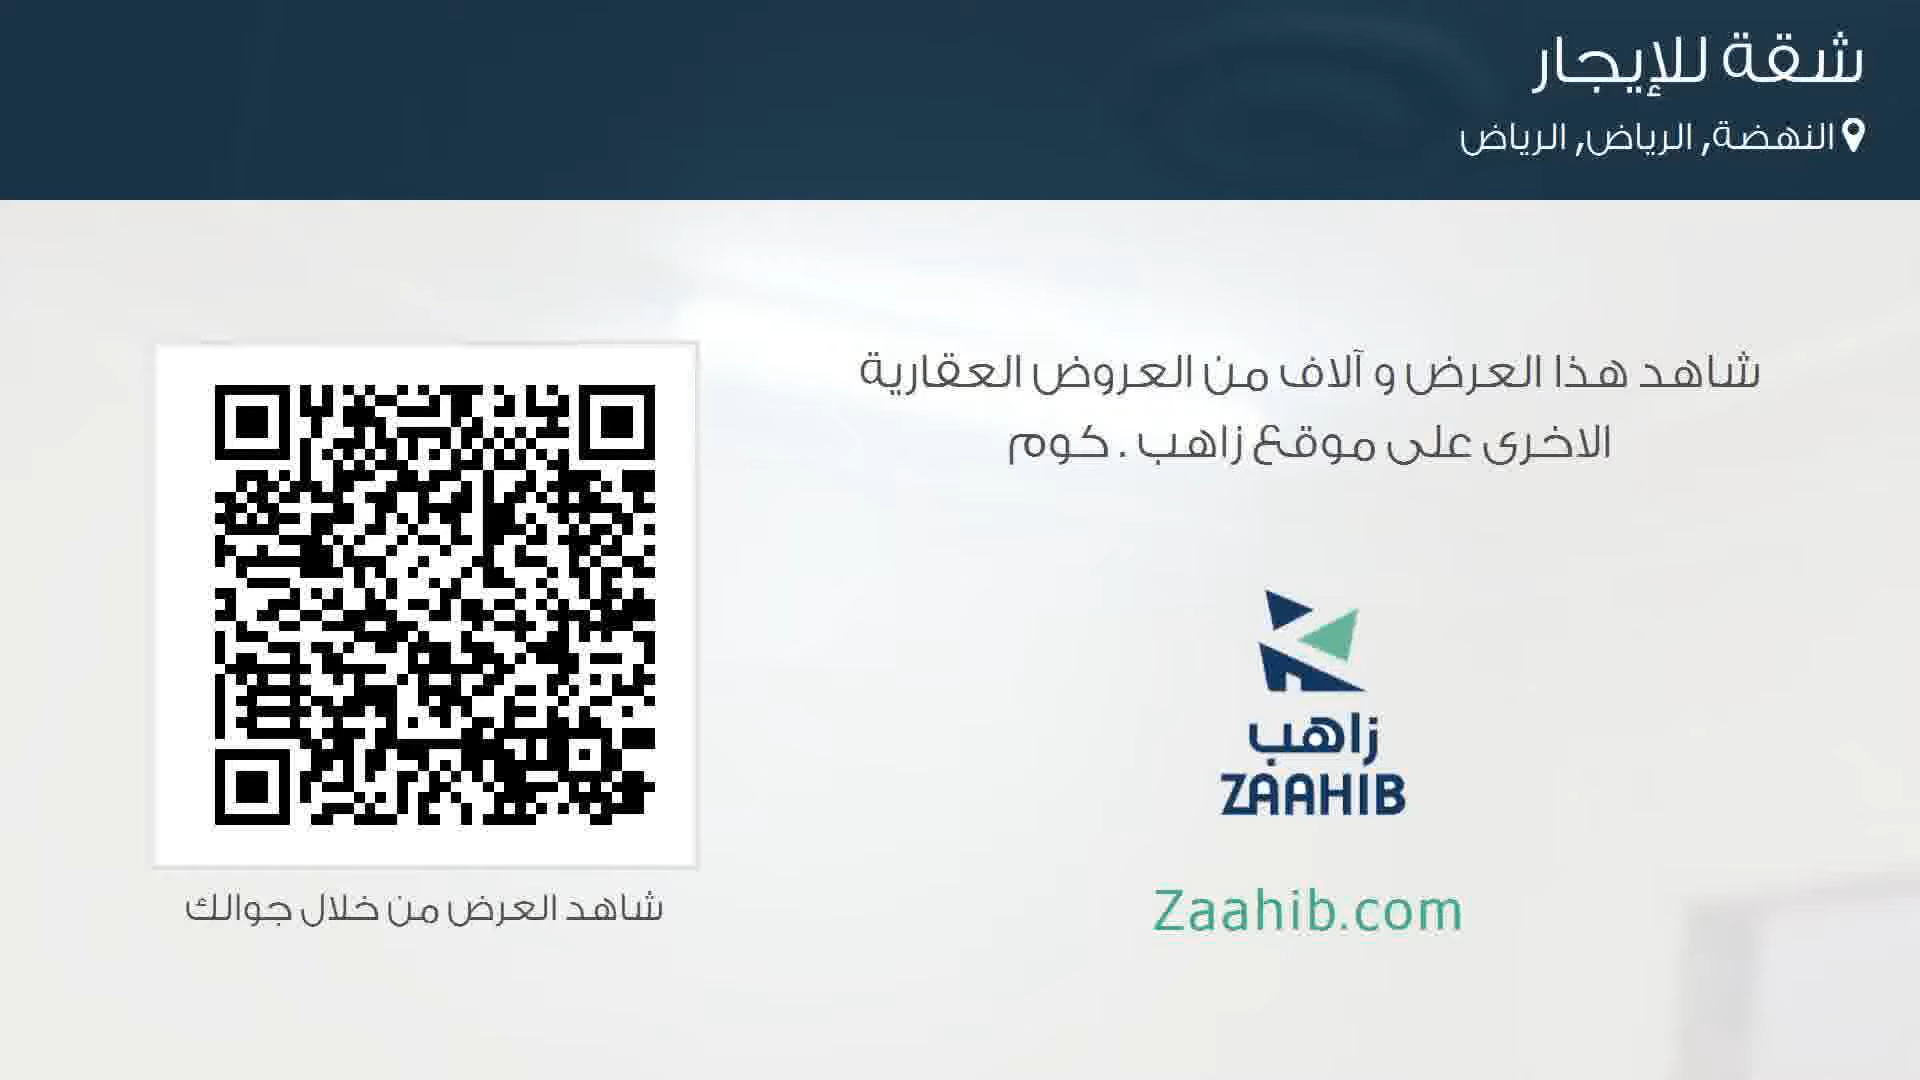 شقة للإيجار
النهضة, الرياض, الرياض
شاهد هذا العرض و آلاف من العروض العقارية
الاخرى على موقع زاهب . كوم
زاهب
ZAAHIB
Zaahib.com
شاهد العرض من خلال جوالك